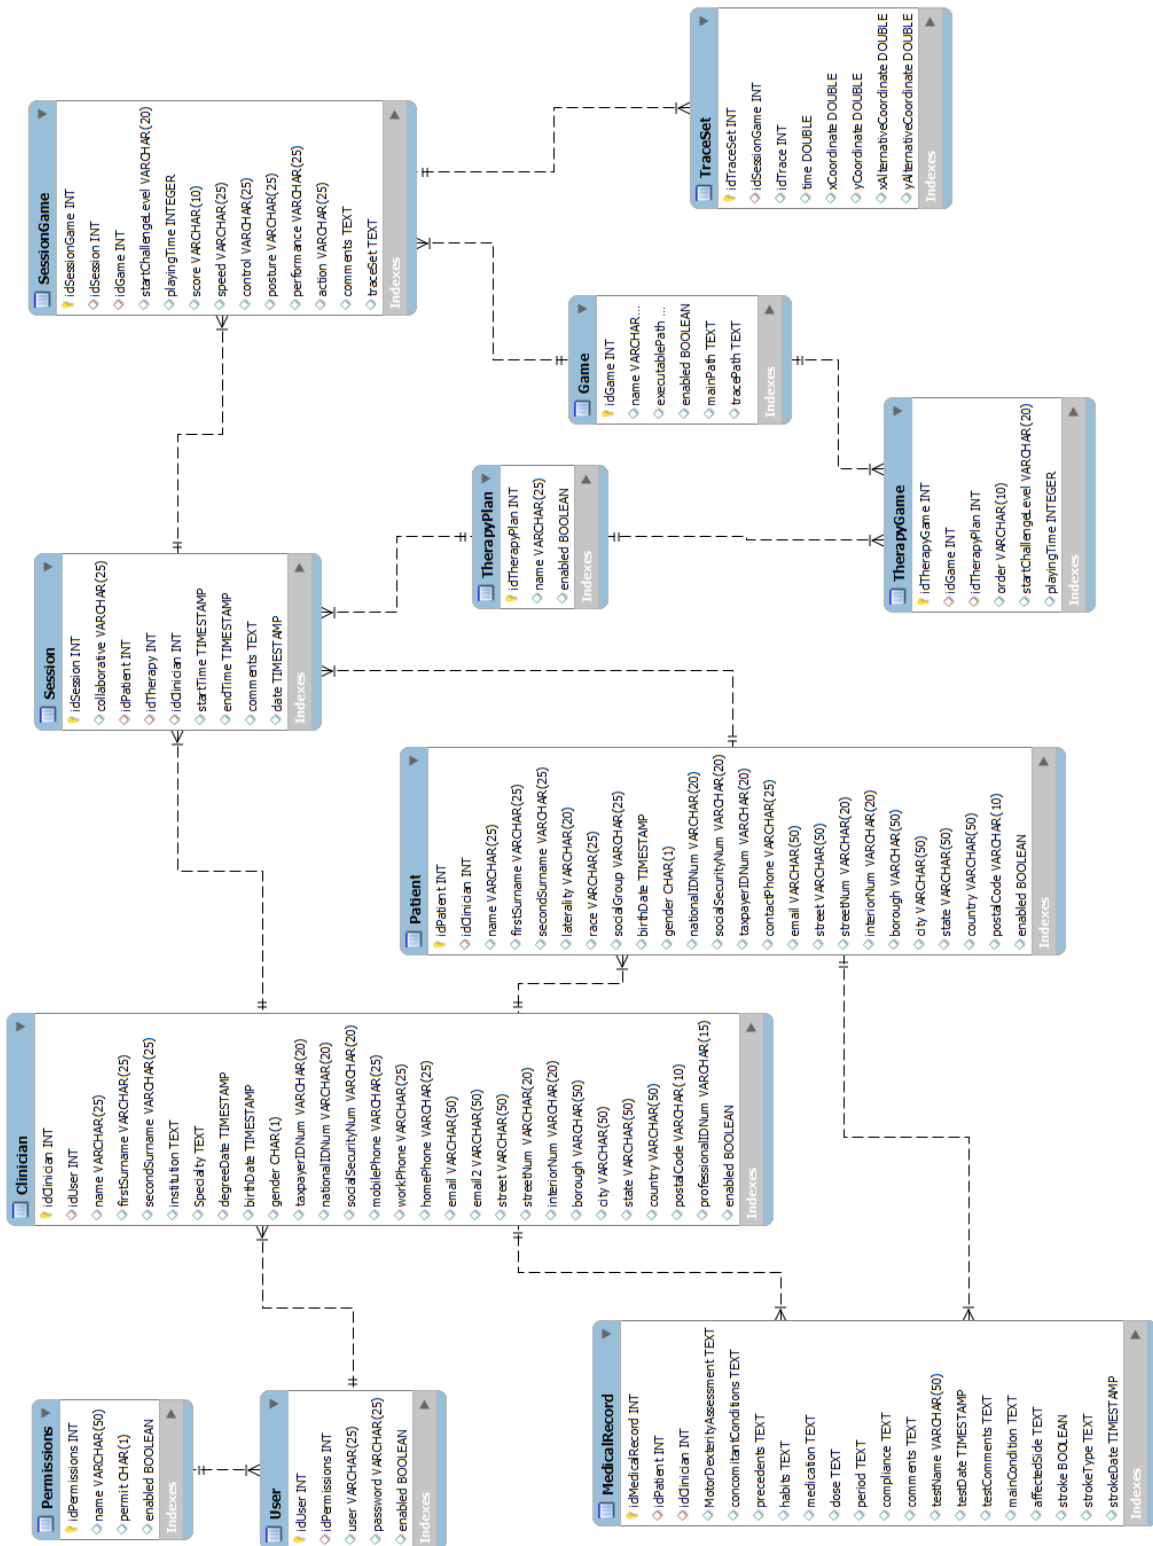 Permissions
idPermissions INT
name VARCHAR(50)
permit CHAR(1)
enabled BOOLEAN
Indexes
User
idUser INT
idPermissions INT
user VARCHAR(25)
password VARCHAR(25)
enabled BOOLEAN
Indexes
Clinician
idClinician INT
idUser INT
name VARCHAR(25)
firstSurname VARCHAR(25)
secondSurname VARCHAR(25)
institution TEXT
Specialty TEXT
degreeDate TIMESTAMP
birthDate TIMESTAMP
gender CHAR(1)
taxpayerIDNum VARCHAR(20)
nationalIDNum VARCHAR(20)
socialSecurityNum VARCHAR(20)
mobilePhone VARCHAR(25)
workPhone VARCHAR(25)
homePhone VARCHAR(25)
email VARCHAR(50)
email2 VARCHAR(50)
street VARCHAR(50)
streetNum VARCHAR(20)
interiorNum VARCHAR(20)
borough VARCHAR(50)
city VARCHAR(50)
state VARCHAR(50)
country VARCHAR(50)
postalCode VARCHAR(10)
professionalIDNum VARCHAR(15)
enabled BOOLEAN
Indexes
Session
idSession INT
collaborative VARCHAR(25)
idPatient INT
idTherapy INT
idClinician INT
startTime TIMESTAMP
endTime TIMESTAMP
comments TEXT
date TIMESTAMP
Indexes
SessionGame
idSessionGame INT
idSession INT
idGame INT
startChallengeLevel VARCHAR(20)
playingTime INTEGER
score VARCHAR(10)
speed VARCHAR(25)
control VARCHAR(25)
posture VARCHAR(25)
performance VARCHAR(25)
action VARCHAR(25)
comments TEXT
traceSet TEXT
Indexes
MedicalRecord
idMedicalRecord INT
idPatient INT
idClinician INT
MotorDexterityAssessment TEXT
concomitantConditions TEXT
precedents TEXT
habits TEXT
medication TEXT
dose TEXT
period TEXT
compliance TEXT
comments TEXT
testName VARCHAR(50)
testDate TIMESTAMP
testComments TEXT
mainCondition TEXT
affectedSide TEXT
stroke BOOLEAN
strokeType TEXT
strokeDate TIMESTAMP
Indexes
Patient
idPatient INT
idClinician INT
name VARCHAR(25)
firstSurname VARCHAR(25)
secondSurname VARCHAR(25)
laterality VARCHAR(20)
race VARCHAR(25)
socialGroup VARCHAR(25)
birthDate TIMESTAMP
gender CHAR(1)
nationalIDNum VARCHAR(20)
socialSecurityNum VARCHAR(20)
taxpayerIDNum VARCHAR(20)
contactPhone VARCHAR(25)
email VARCHAR(50)
street VARCHAR(50)
streetNum VARCHAR(20)
interiorNum VARCHAR(20)
borough VARCHAR(50)
city VARCHAR(50)
state VARCHAR(50)
country VARCHAR(50)
postalCode VARCHAR(10)
enabled BOOLEAN
Indexes
TherapyPlan
idTherapyPlan INT
name VARCHAR(25)
enabled BOOLEAN
Indexes
Game
idGame INT
name VARCHAR...
executablePath ...
enabled BOOLEAN
mainPath TEXT
tracePath TEXT
Indexes
TraceSet
idTraceSet INT
idSessionGame INT
idTrace INT
time DOUBLE
xCoordinate DOUBLE
yCoordinate DOUBLE
xAlternativeCoordinate DOUBLE
yAlternativeCoordinate DOUBLE
Indexes
TherapyGame
idTherapyGame INT
idGame INT
idTherapyPlan INT
order VARCHAR(10)
startChallengeLevel VARCHAR(20)
playingTime INTEGER
Indexes